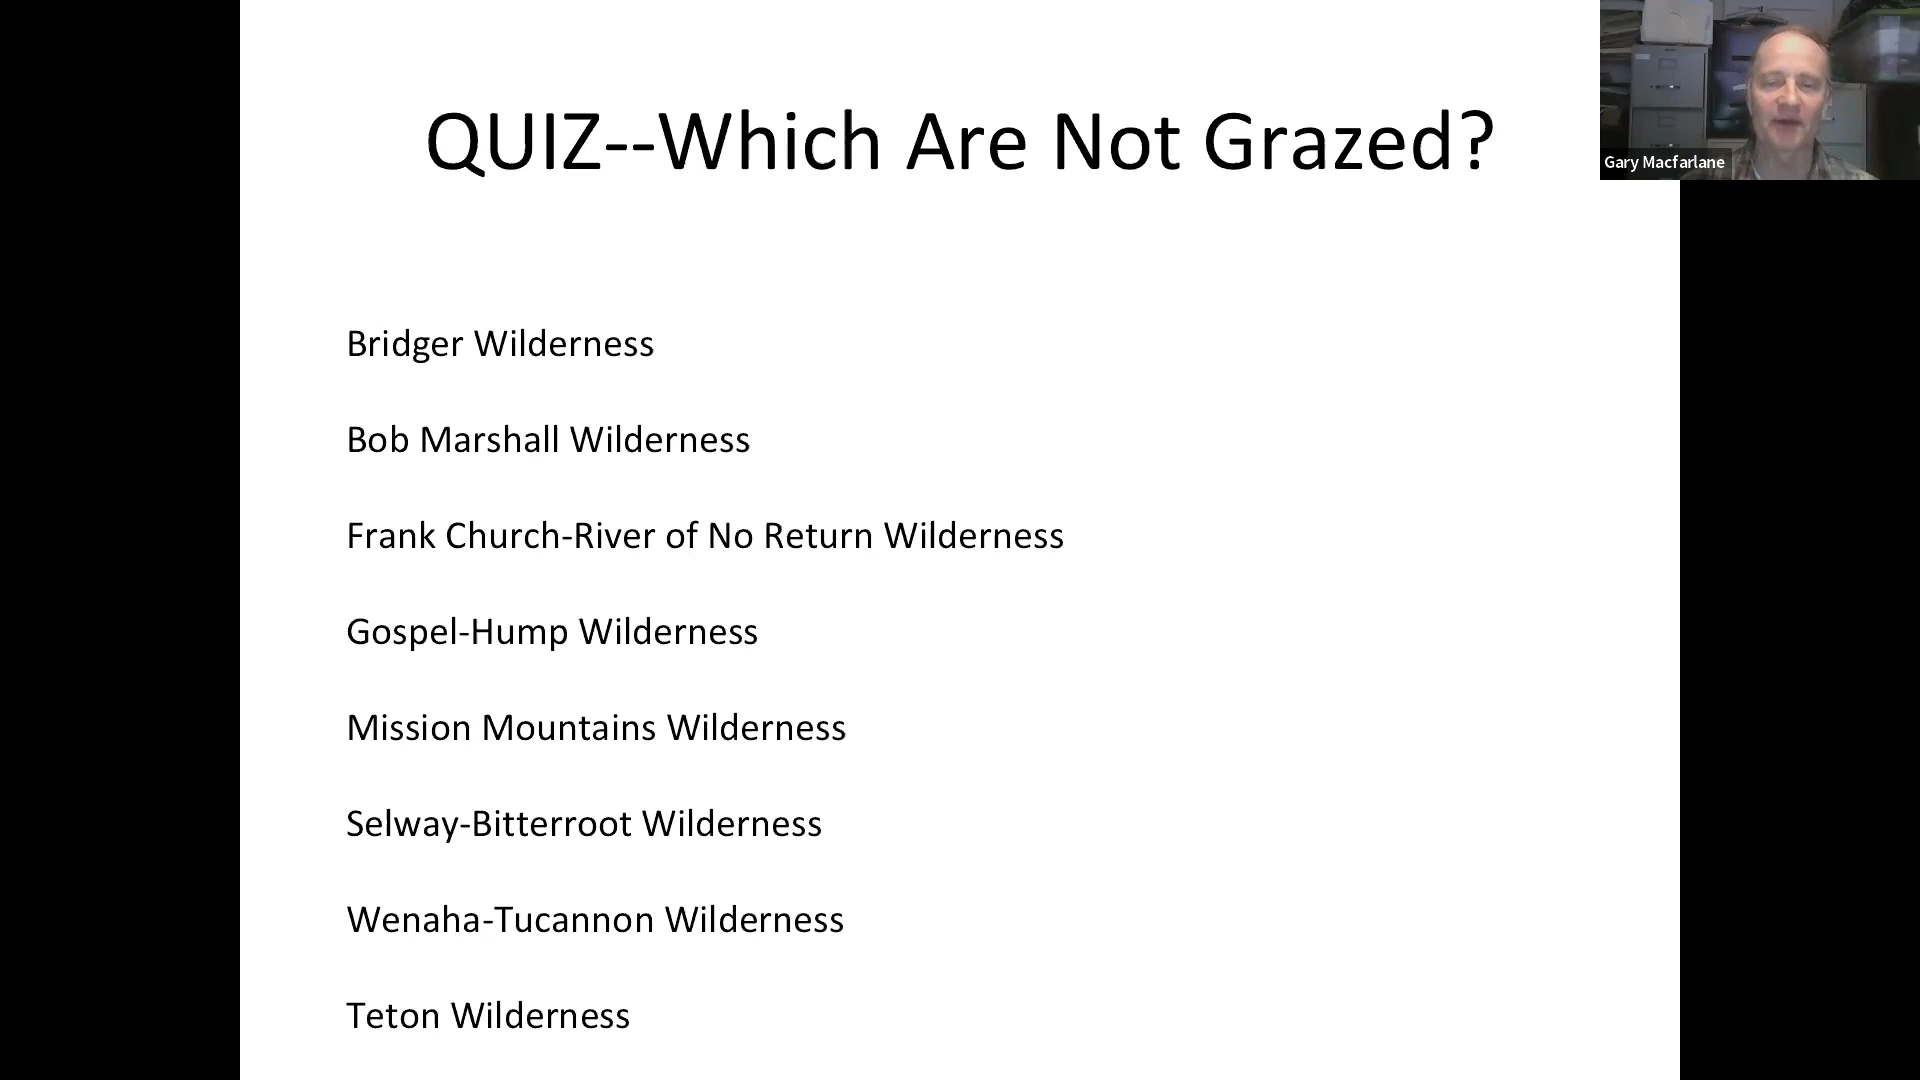 QUIZ--Which Are Not Grazed?
Gary Macfarlane
Bridger Wilderness
Bob Marshall Wilderness
Frank Church-River of No Return Wilderness
Gospel-Hump Wilderness
Mission Mountains Wilderness
Selway-Bitterroot Wilderness
Wenaha-Tucannon Wilderness
Teton Wilderness